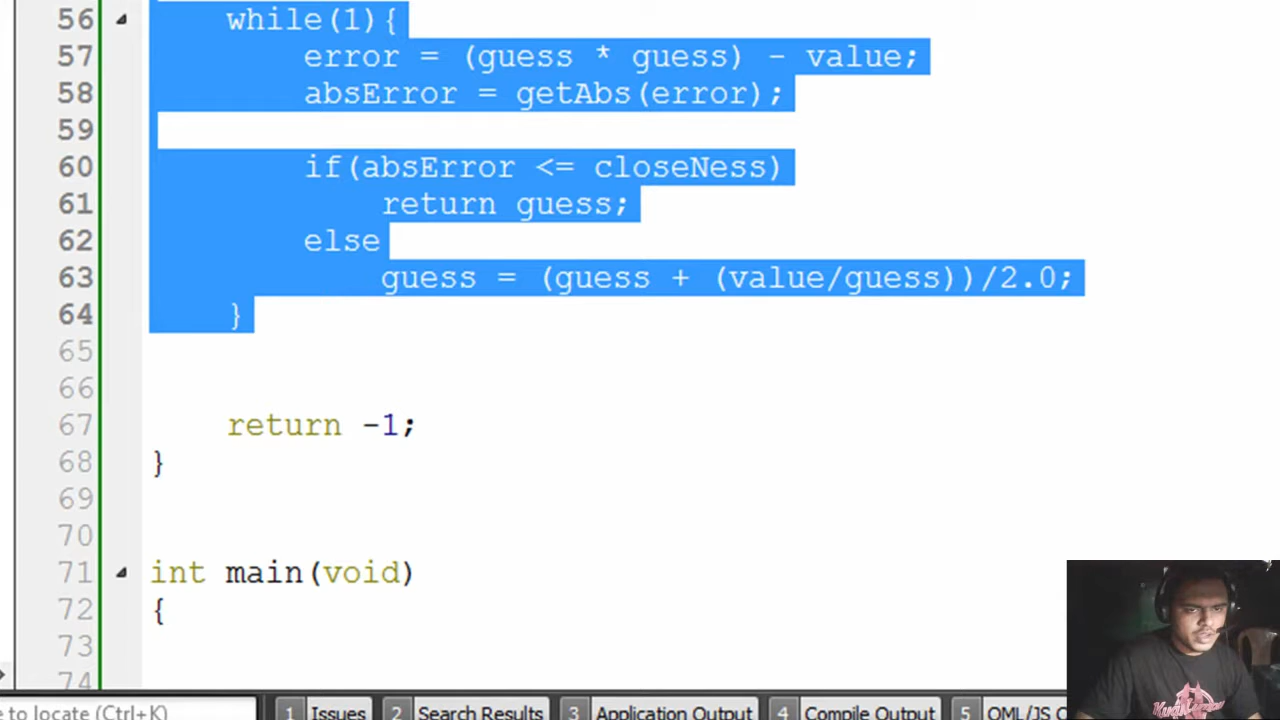 56 while(1){
57 error = (guess * guess) - value;
58 absError = getAbs(error);
59
60 if(absError <= closeNess)
61 return guess;
62 else
63 guess = (guess + (value/guess))/2.0;
64 }
65
66
67 return -1;
68 }
69
70
71 int main(void)
72 {
73
74
e to locate (Ctrl+K) 1 Issues 2 Search Results 3 Application Output 4 Compile Output 5 QML/JS